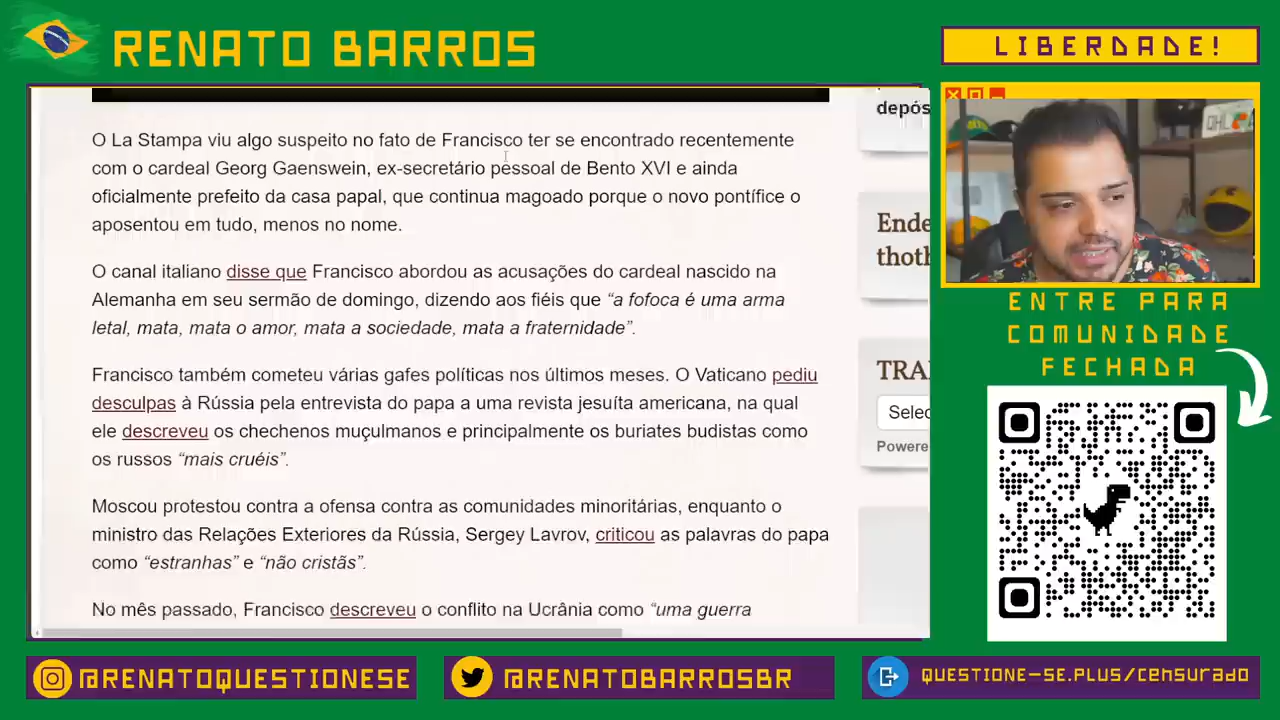 RENATO BARROS
LIBERDADE!
O La Stampa viu algo suspeito no fato de Francisco ter se encontrado recentemente
com o cardeal Georg Gaenswein, ex-secretário pessoal de Bento XVI e ainda
oficialmente prefeito da casa papal, que continua magoado porque o novo pontífice o
aposentou em tudo, menos no nome.
O canal italiano disse que Francisco abordou as acusações do cardeal nascido na
Alemanha em seu sermão de domingo, dizendo aos fiéis que “a fofoca é uma arma
letal, mata, mata o amor, mata a sociedade, mata a fraternidade”.
Francisco também cometeu várias gafes políticas nos últimos meses. O Vaticano pediu
desculpas à Rússia pela entrevista do papa a uma revista jesuíta americana, na qual
ele descreveu os chechenos muçulmanos e principalmente os buriates budistas como
os russos “mais cruéis”.
Moscou protestou contra a ofensa contra as comunidades minoritárias, enquanto o
ministro das Relações Exteriores da Rússia, Sergey Lavrov, criticou as palavras do papa
como “estranhas” e “não cristãs”.
No mês passado, Francisco descreveu o conflito na Ucrânia como “uma guerra
depós
Ende
thoth
TRA
Selec
Powere
ENTRE PARA
COMUNIDADE
FECHADA
@RENATOQUESTIONESE
@RENATOBARROSBR
QUESTIONE-SE.PLUS/censurado